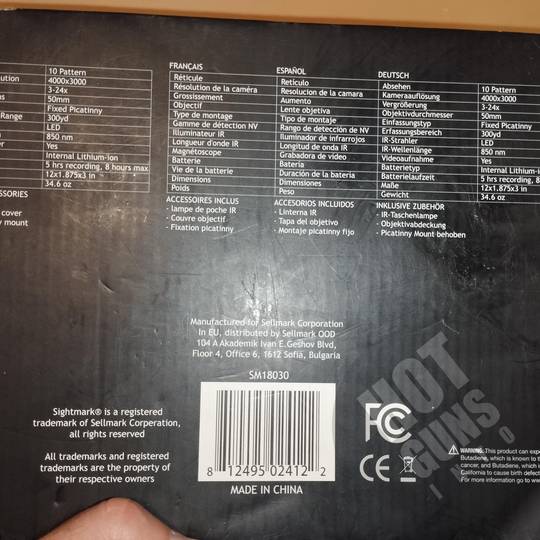 10 Pattern
ution 4000x3000
3-24x
ns 50mm
Fixed Picatinny
Range 300yd
LED
850 nm
Yes
Internal Lithium-ion
5 hrs recording, 8 hours max
12x1.875x3 in
34.6 oz
SSORIES
cover
y mount
FRANÇAIS
Réticule
Résolution de la caméra
Grossissement
Objectif
Type de montage
Gamme de détection NV
Illuminateur IR
Longueur d'onde IR
Magnétoscope
Batterie
Vie de la batterie
Dimensions
Poids
ACCESSOIRES INCLUS
- lampe de poche IR
- Couvre objectif
- Fixation picatinny
ESPAÑOL
Retículo
Resolucion de la camara
Aumento
Lente objetiva
Tipo de montaje
Rango de detección de NV
Iluminador de infrarrojos
Longitud de onda IR
Grabadora de vídeo
Batería
Duración de la batería
Dimensiones
Peso
ACCESORIOS INCLUIDOS
- Linterna IR
- Tapa del objetivo
- Montaje picatinny fijo
DEUTSCH
Absehen 10 Pattern
Kameraauflösung 4000x3000
Vergrößerung 3-24x
Objektivdurchmesser 50mm
Einfassungstyp Fixed Picatinny
Erfassungsbereich 300yd
IR-Strahler LED
IR-Wellenlänge 850 nm
Videoaufnahme Yes
Batterietyp Internal Lithium-i
Batterielaufzeit 5 hrs recording, 8
Maße 12x1.875x3 in
Gewicht 34.6 oz
INKLUSIVE ZUBEHÖR
- IR-Taschenlampe
- Objektivabdeckung
- Picatinny Mount behoben
Manufactured for Sellmark Corporation
In EU, distributed by Sellmark OOD
104 A Akademik Ivan E.Geshov Blvd,
Floor 4, Office 6, 1612 Sofia, Bulgaria
SM18030
8 12495 02412 2
MADE IN CHINA
Sightmark® is a registered
trademark of Sellmark Corporation,
all rights reserved
All trademarks and registered
trademarks are the property of
their respective owners
FC
CE
WARNING: This product can exp
Butadiene, which is known to th
cancer, and Butadiene, which i
California to cause birth defect
For more information go to ww
HOT
GUNS
INFO